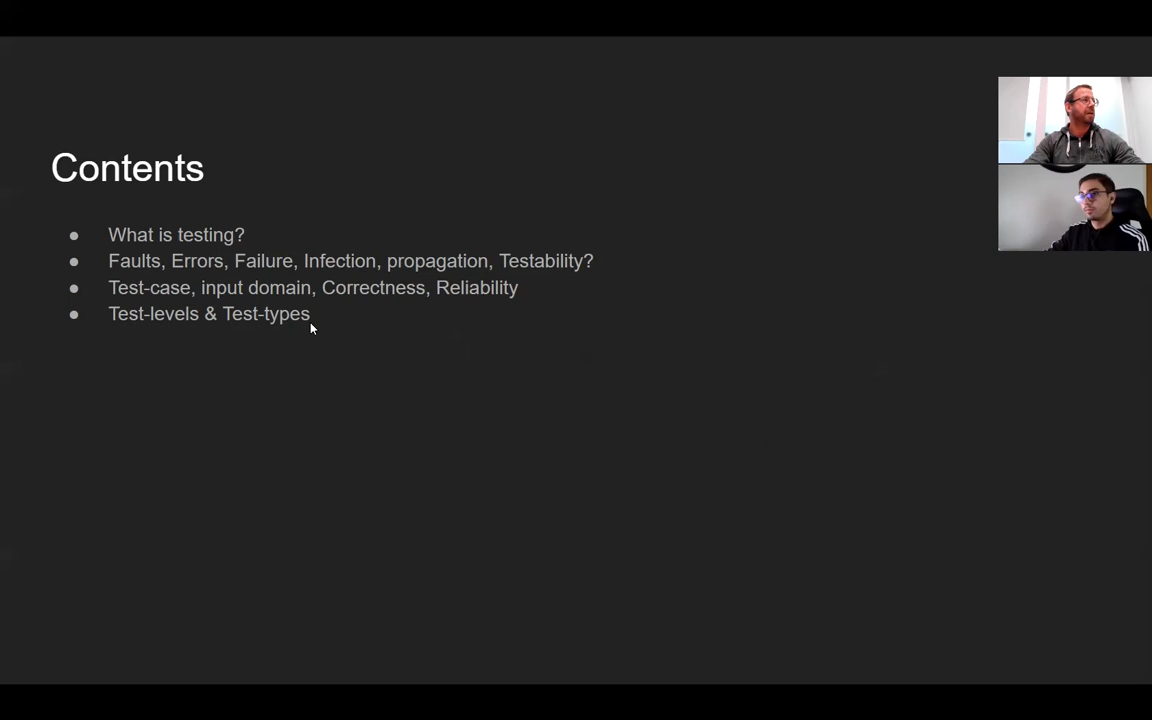 Contents
● What is testing?
● Faults, Errors, Failure, Infection, propagation, Testability?
● Test-case, input domain, Correctness, Reliability
● Test-levels & Test-types